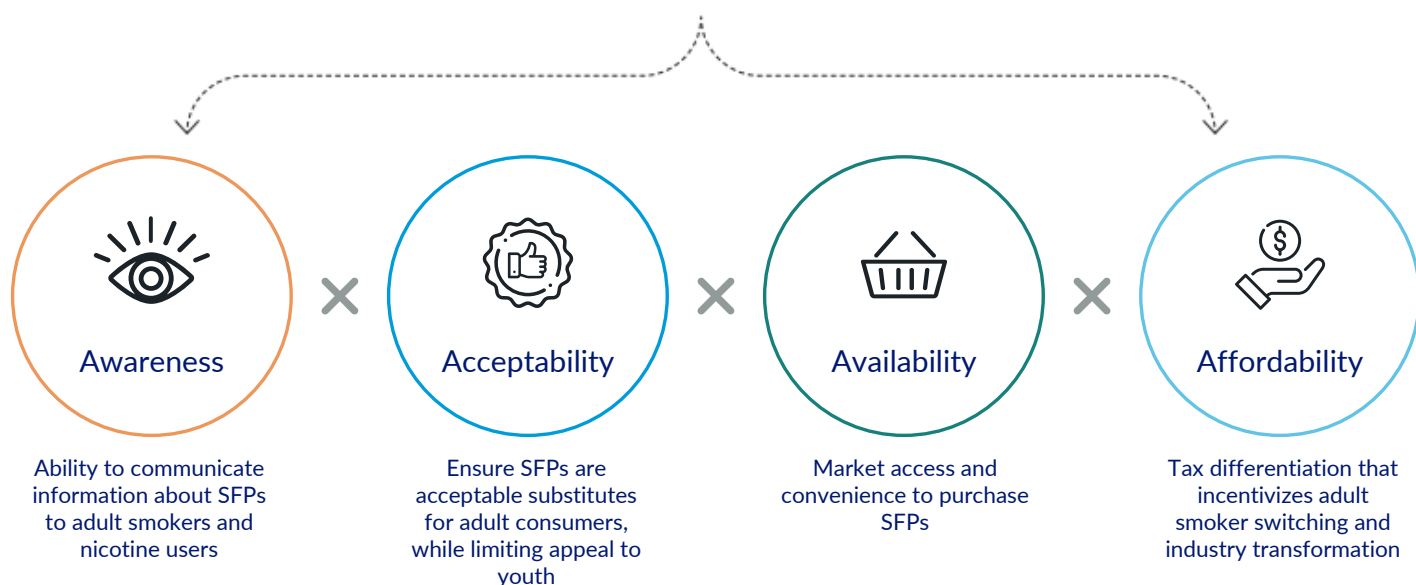 Awareness
Acceptability
Availability
Affordability
Ability to communicate
information about SFPs
to adult smokers and
nicotine users
Ensure SFPs are
acceptable substitutes
for adult consumers,
while limiting appeal to
youth
Market access and
convenience to purchase
SFPs
Tax differentiation that
incentivizes adult
smoker switching and
industry transformation